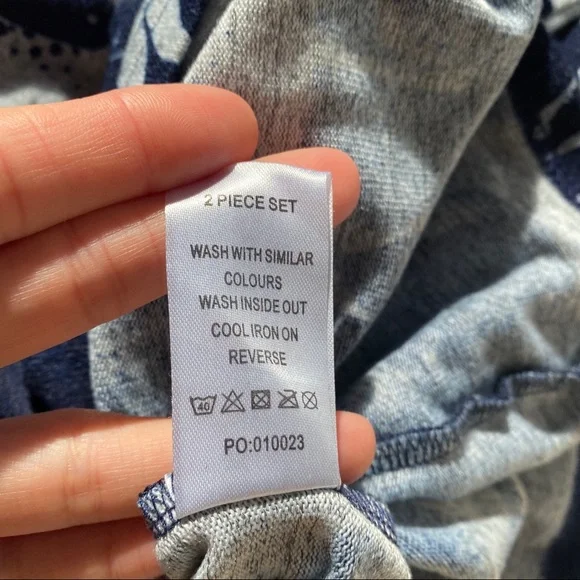 2 PIECE SET
WASH WITH SIMILAR
COLOURS
WASH INSIDE OUT
COOL IRON ON
REVERSE
40
PO:010023